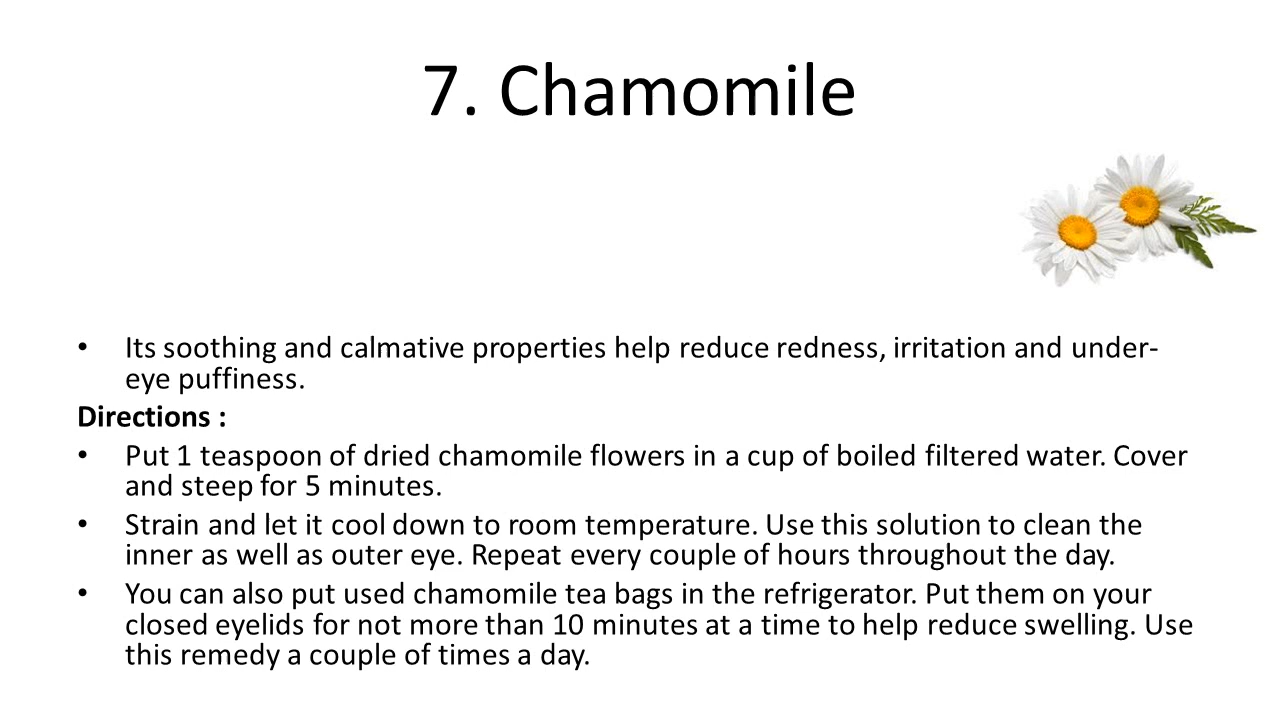 7. Chamomile
• Its soothing and calmative properties help reduce redness, irritation and under-
eye puffiness.
Directions :
• Put 1 teaspoon of dried chamomile flowers in a cup of boiled filtered water. Cover
and steep for 5 minutes.
• Strain and let it cool down to room temperature. Use this solution to clean the
inner as well as outer eye. Repeat every couple of hours throughout the day.
• You can also put used chamomile tea bags in the refrigerator. Put them on your
closed eyelids for not more than 10 minutes at a time to help reduce swelling. Use
this remedy a couple of times a day.